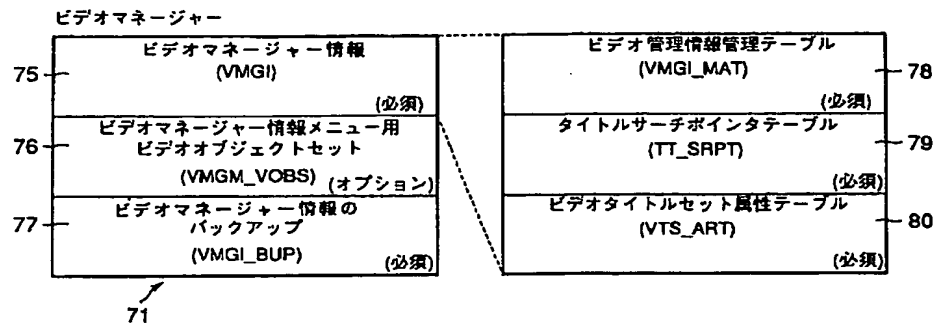 ビデオマネージャー
75
ビデオマネージャー情報
(VMGI)
(必須)
76
ビデオマネージャー情報メニュー用
ビデオオブジェクトセット
(VMGM_VOBS)
(オプション)
77
ビデオマネージャー情報の
バックアップ
(VMGI_BUP)
(必須)
71
ビデオ管理情報管理テーブル
(VMGI_MAT)
(必須)
78
タイトルサーチポインタテーブル
(TT_SRPT)
(必須)
79
ビデオタイトルセット属性テーブル
(VTS_ART)
(必須)
80